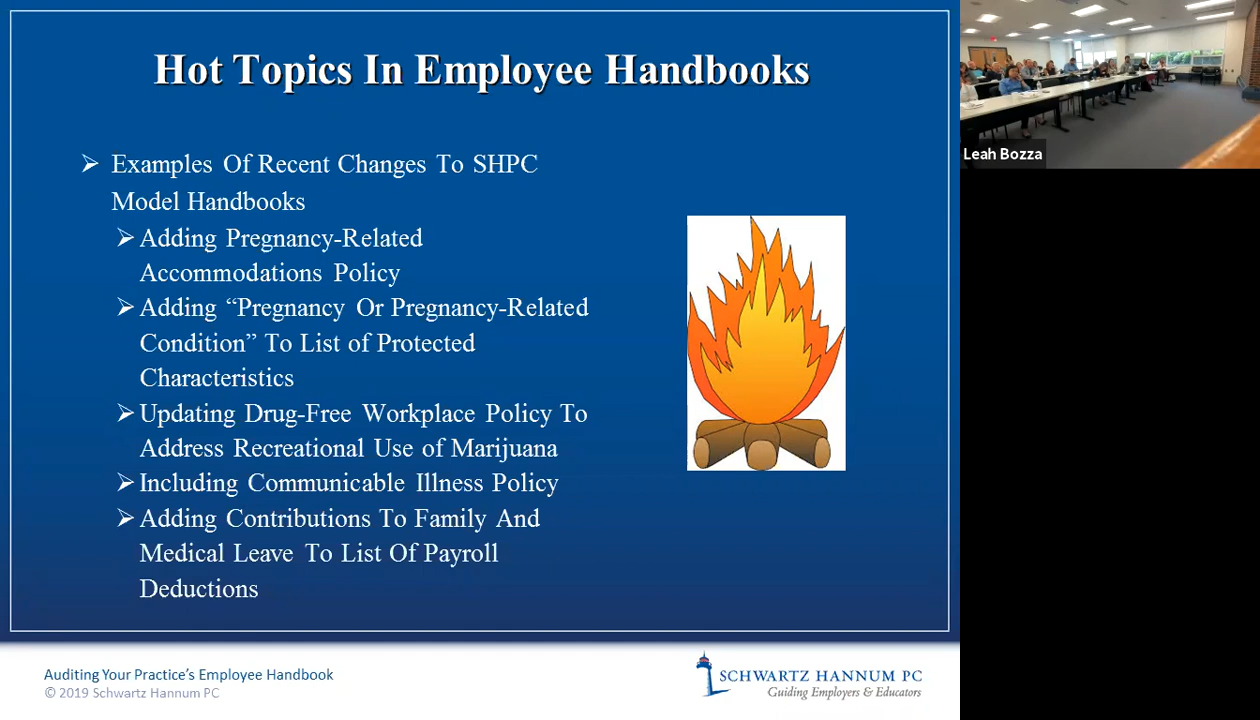 Hot Topics In Employee Handbooks
➢ Examples Of Recent Changes To SHPC
Model Handbooks
➢ Adding Pregnancy-Related
Accommodations Policy
➢ Adding “Pregnancy Or Pregnancy-Related
Condition” To List of Protected
Characteristics
➢ Updating Drug-Free Workplace Policy To
Address Recreational Use of Marijuana
➢ Including Communicable Illness Policy
➢ Adding Contributions To Family And
Medical Leave To List Of Payroll
Deductions
Auditing Your Practice's Employee Handbook
© 2019 Schwartz Hannum PC
SCHWARTZ HANNUM PC
Guiding Employers & Educators
Leah Bozza